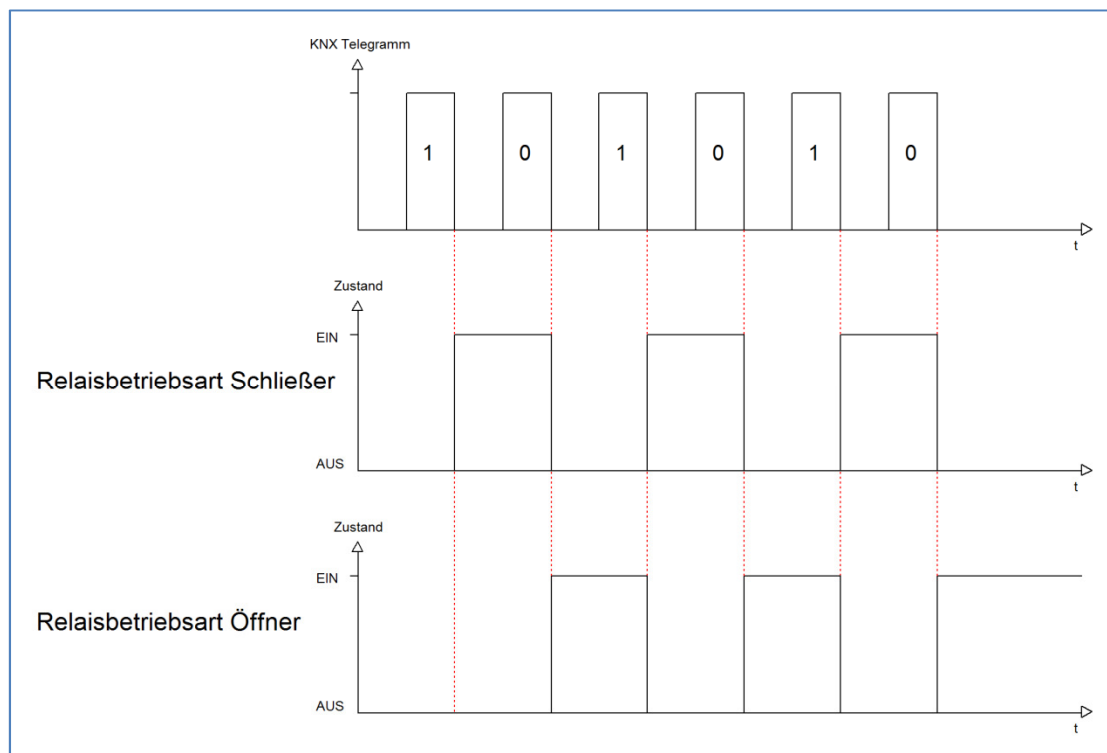 KNX Telegramm
1 0 1 0 1 0
t
Zustand
EIN
Relaisbetriebsart Schließer
AUS
t
Zustand
EIN
Relaisbetriebsart Öffner
AUS
t